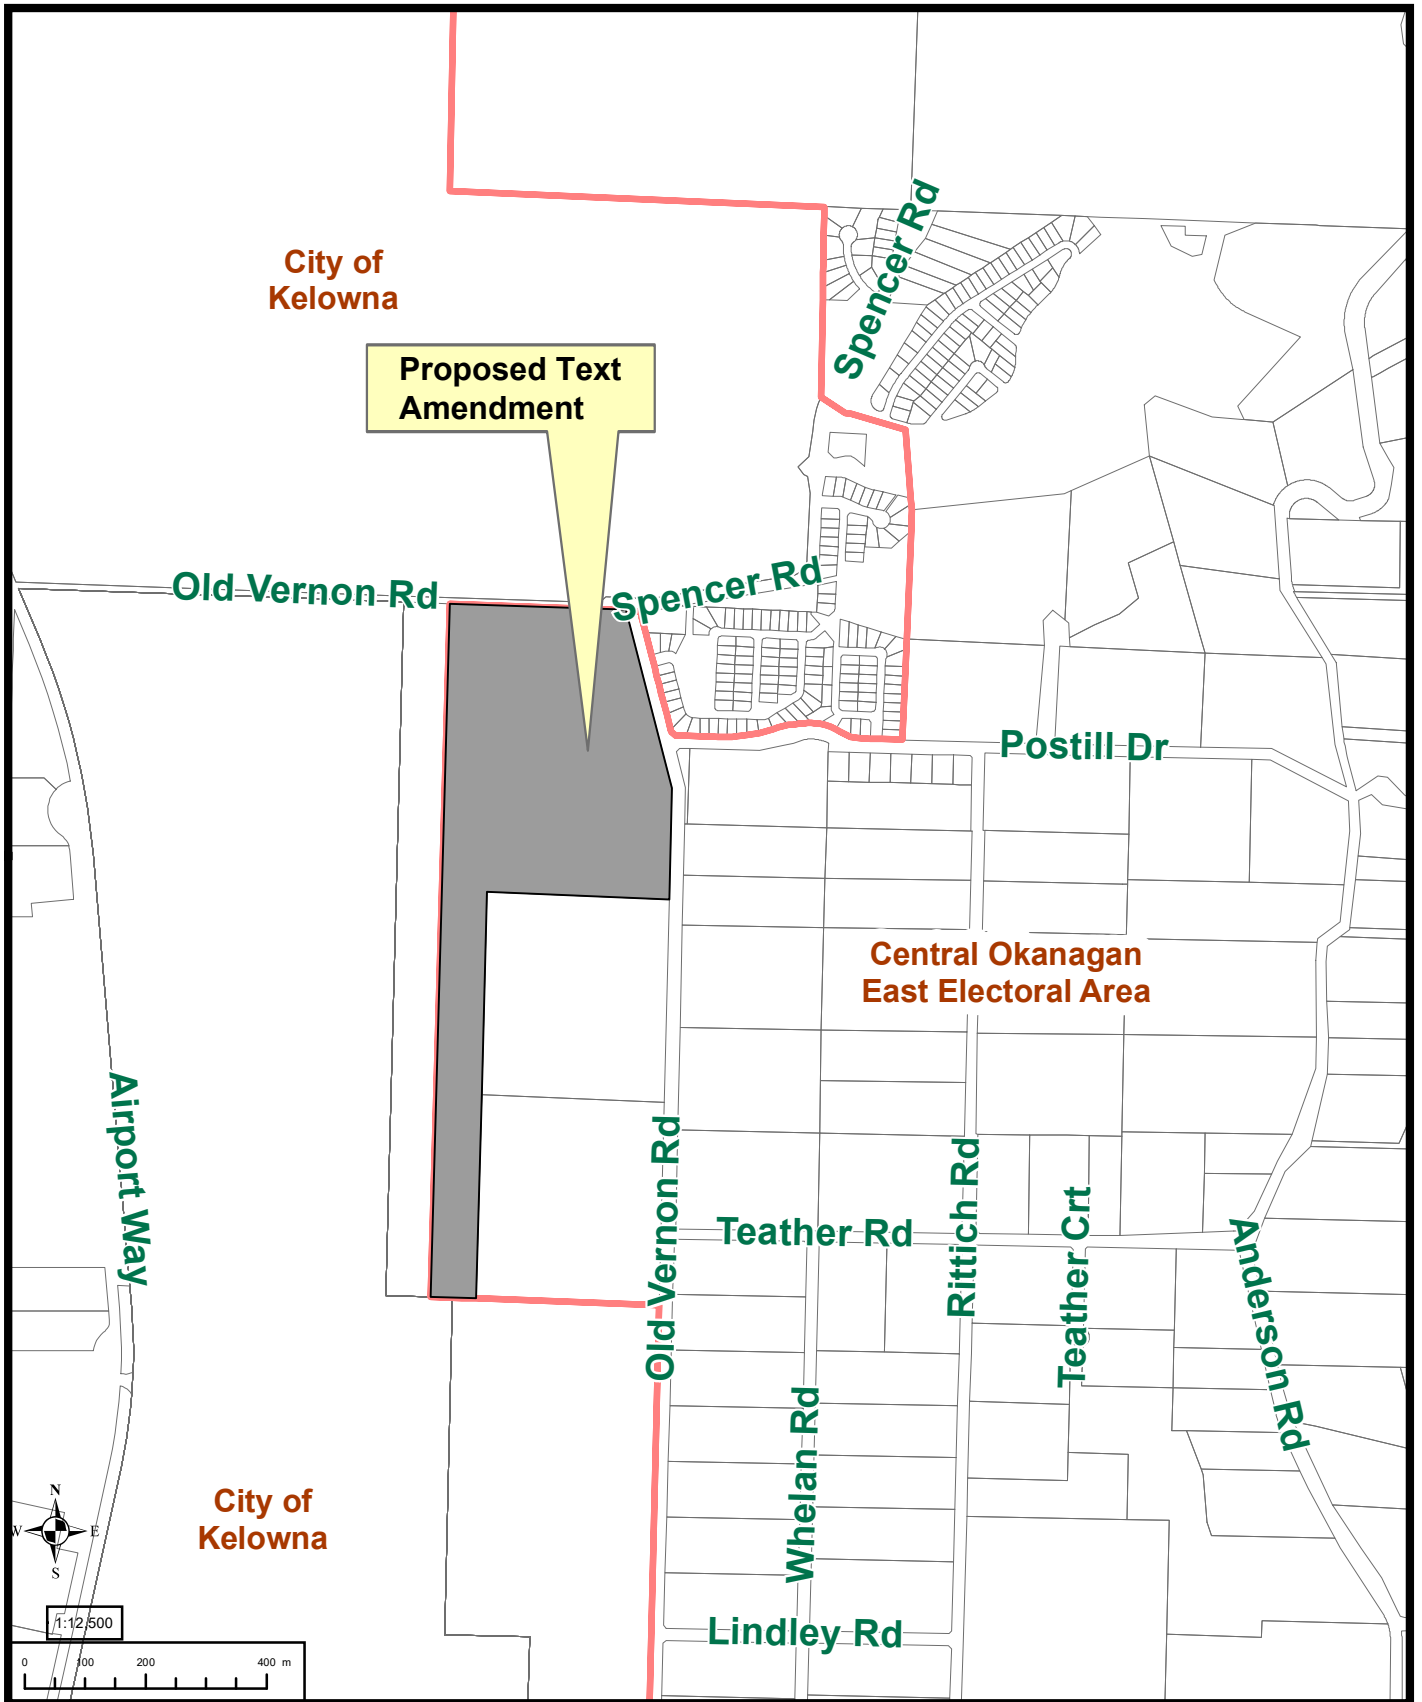 Spencer Rd
City of
Kelowna
Proposed Text
Amendment
Old Vernon Rd
Spencer Rd
Postill Dr
Central Okanagan
East Electoral Area
Airport Way
Old Vernon Rd
Teather Rd
Rittich Rd
Teather Crt
Anderson Rd
Whelan Rd
City of
Kelowna
N
W
E
S
1:12,500
Lindley Rd
0 100 200 400 m